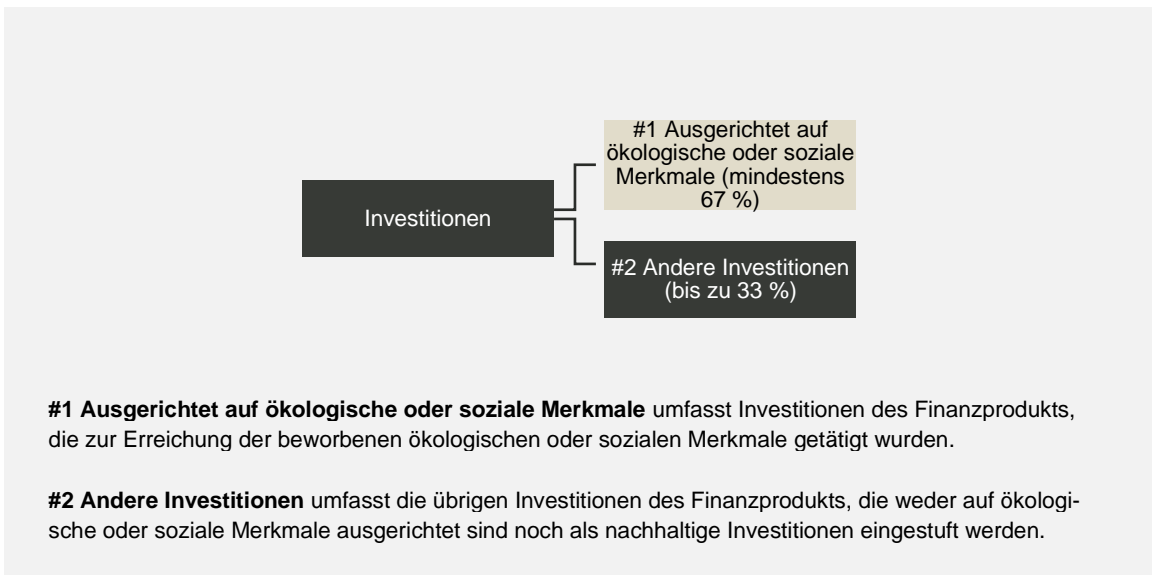 #1 Ausgerichtet auf
ökologische oder soziale
Merkmale (mindestens
67 %)
Investitionen
#2 Andere Investitionen
(bis zu 33 %)
#1 Ausgerichtet auf ökologische oder soziale Merkmale umfasst Investitionen des Finanzprodukts,
die zur Erreichung der beworbenen ökologischen oder sozialen Merkmale getätigt wurden.
#2 Andere Investitionen umfasst die übrigen Investitionen des Finanzprodukts, die weder auf ökologi-
sche oder soziale Merkmale ausgerichtet sind noch als nachhaltige Investitionen eingestuft werden.